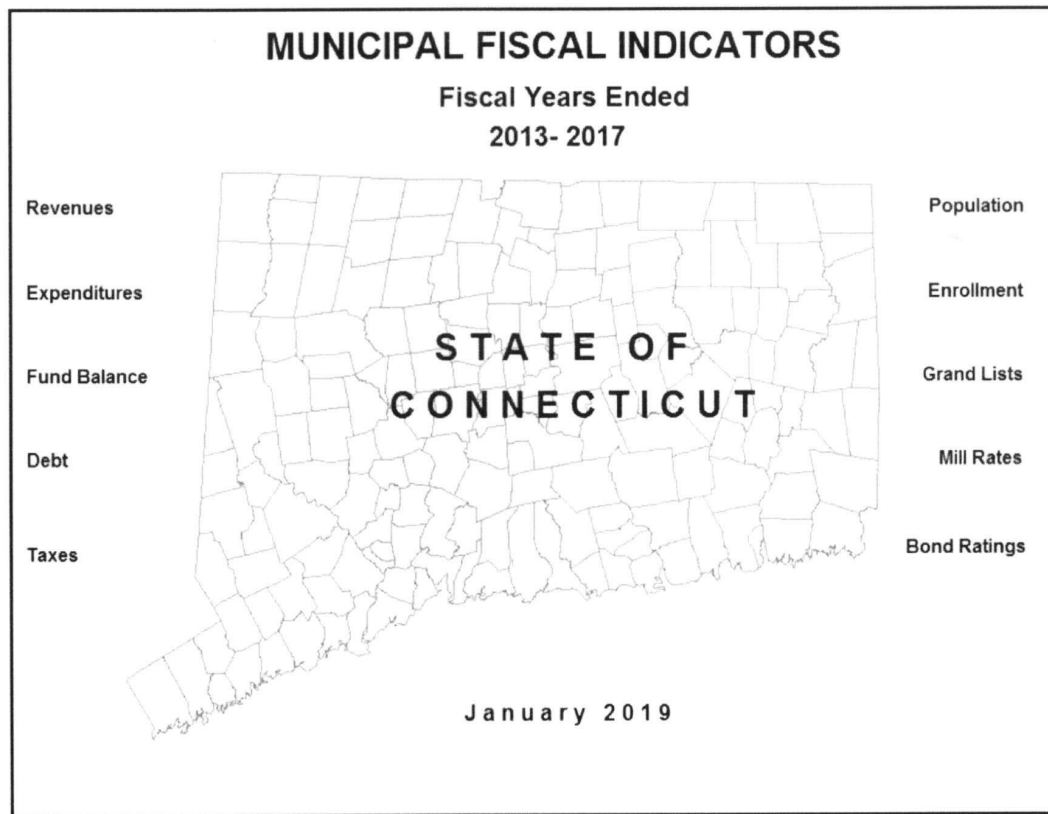 MUNICIPAL FISCAL INDICATORS
Fiscal Years Ended
2013- 2017
Revenues
Population
Expenditures
Enrollment
STATE OF
CONNECTICUT
Fund Balance
Grand Lists
Debt
Mill Rates
Taxes
Bond Ratings
January 2019